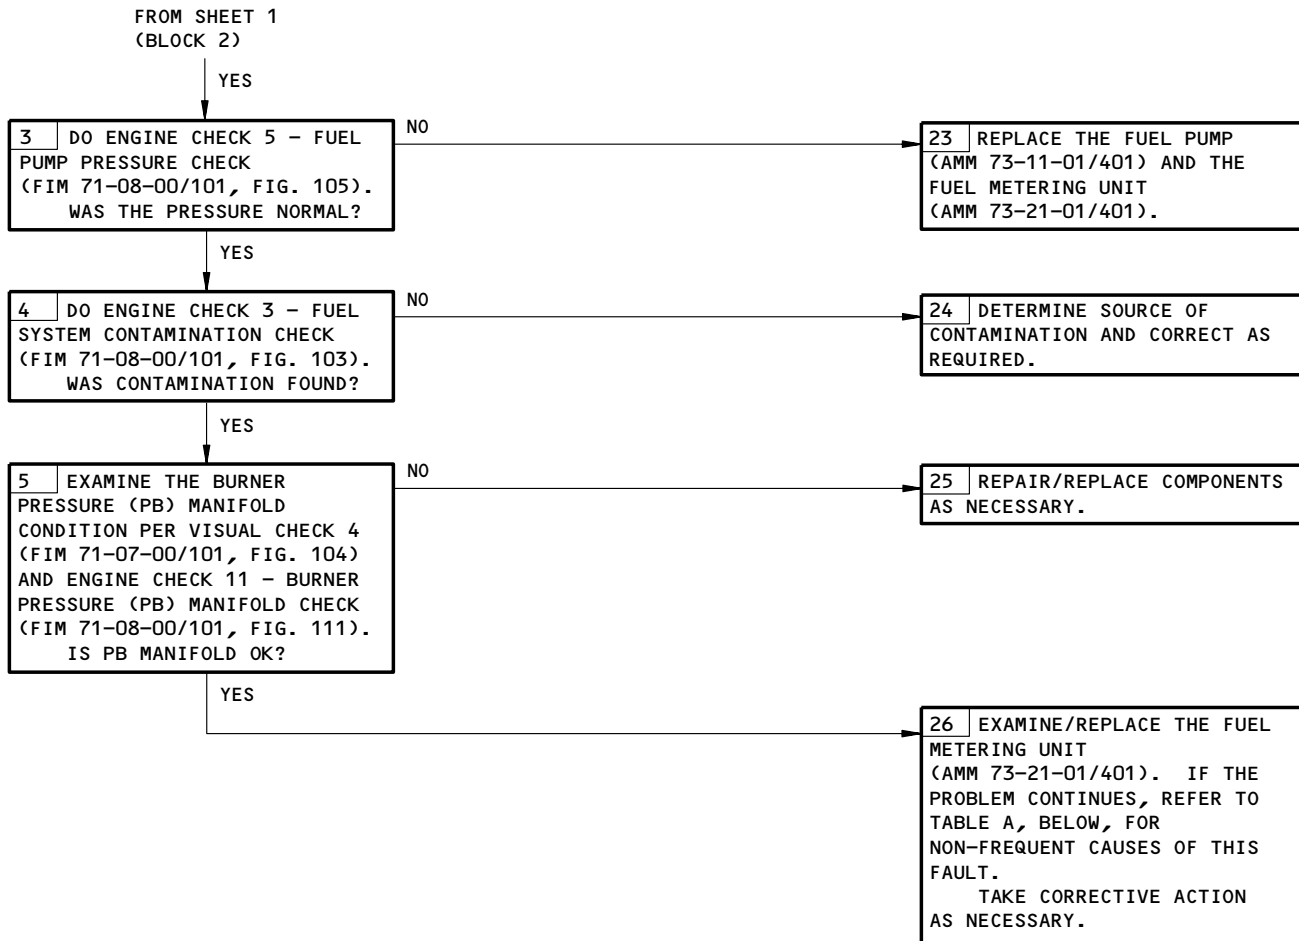 FROM SHEET 1
(BLOCK 2)
YES
3 DO ENGINE CHECK 5 – FUEL
PUMP PRESSURE CHECK
(FIM 71-08-00/101, FIG. 105).
WAS THE PRESSURE NORMAL?
NO
23 REPLACE THE FUEL PUMP
(AMM 73-11-01/401) AND THE
FUEL METERING UNIT
(AMM 73-21-01/401).
YES
4 DO ENGINE CHECK 3 – FUEL
SYSTEM CONTAMINATION CHECK
(FIM 71-08-00/101, FIG. 103).
WAS CONTAMINATION FOUND?
NO
24 DETERMINE SOURCE OF
CONTAMINATION AND CORRECT AS
REQUIRED.
YES
5 EXAMINE THE BURNER
PRESSURE (PB) MANIFOLD
CONDITION PER VISUAL CHECK 4
(FIM 71-07-00/101, FIG. 104)
AND ENGINE CHECK 11 – BURNER
PRESSURE (PB) MANIFOLD CHECK
(FIM 71-08-00/101, FIG. 111).
IS PB MANIFOLD OK?
NO
25 REPAIR/REPLACE COMPONENTS
AS NECESSARY.
YES
26 EXAMINE/REPLACE THE FUEL
METERING UNIT
(AMM 73-21-01/401). IF THE
PROBLEM CONTINUES, REFER TO
TABLE A, BELOW, FOR
NON-FREQUENT CAUSES OF THIS
FAULT.
TAKE CORRECTIVE ACTION
AS NECESSARY.